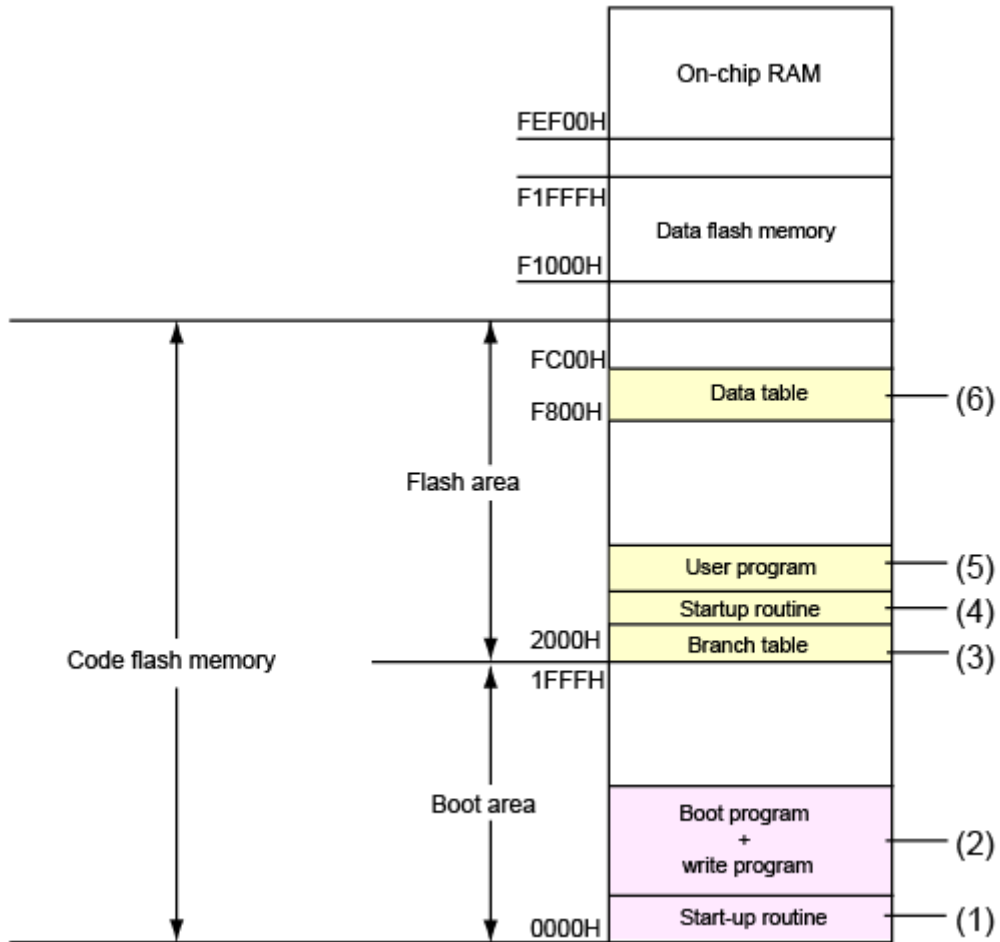 On-chip RAM
FEF00H
F1FFFH
Data flash memory
F1000H
FC00H
Data table
(6)
F800H
Flash area
User program
(5)
Startup routine
(4)
2000H
Branch table
(3)
Code flash memory
1FFFH
Boot area
Boot program
+
write program
(2)
Start-up routine
(1)
0000H